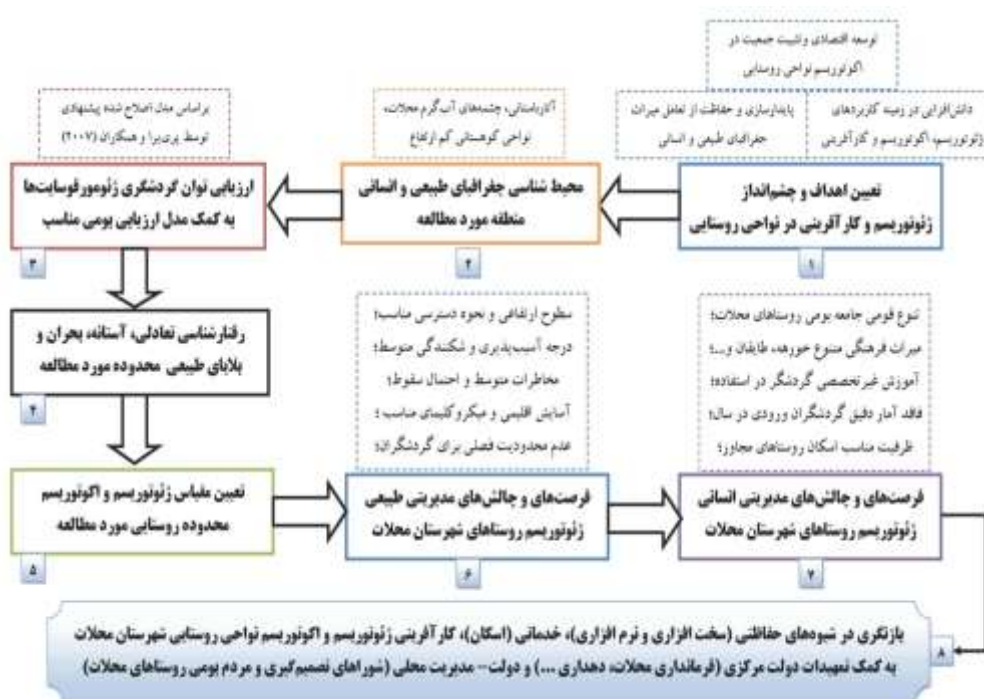 توسعه اقتصادی و تثبیت جمعیت در
اکوتوریسم نواحی روستایی
دانش‌افزایی در زمینه کاربردهای
ژئوتوریسم، اکوتوریسم و کارآفرینی
پایدارسازی و حفاظت از تعامل میراث
جغرافیای طبیعی و انسانی
تعیین اهداف و چشم‌انداز
ژئوتوریسم و کارآفرینی در نواحی روستایی
۱
آثارباستانی، چشمه‌های آب‌گرم محلات،
نواحی کوهستانی کم ارتفاع
محیط شناسی جغرافیای طبیعی و انسانی
منطقه مورد مطالعه
۲
براساس مدل اصلاح شده پیشنهادی
توسط پری‌یرا و همکاران (۲۰۰۷)
ارزیابی توان گردشگری ژئومورفوسایت‌ها
به کمک مدل ارزیابی بومی مناسب
۳
رفتارشناسی تعادلی، آستانه، بحران و
بلایای طبیعی محدوده مورد مطالعه
۴
تعیین مقیاس ژئوتوریسم و اکوتوریسم
محدوده روستایی مورد مطالعه
۵
سطوح ارتفاعی و نحوه دسترسی مناسب؛
درجه آسیب‌پذیری و شکنندگی متوسط؛
مخاطرات متوسط و احتمال سقوط؛
آسایش اقلیمی و میکروکلیمای مناسب؛
عدم محدودیت فصلی برای گردشگران؛
فرصت‌های و چالش‌های مدیریتی طبیعی
ژئوتوریسم روستاهای شهرستان محلات
۶
تنوع قومی جامعه بومی روستاهای محلات؛
میراث فرهنگی متنوع خورهه، طایقان و...؛
آموزش غیرتخصصی گردشگر در استفاده؛
فاقد آمار دقیق گردشگران ورودی در سال؛
ظرفیت مناسب اسکان روستاهای مجاور؛
فرصت‌های و چالش‌های مدیریتی انسانی
ژئوتوریسم روستاهای شهرستان محلات
۷
بازنگری در شیوه‌های حفاظتی (سخت افزاری و نرم افزاری)، خدماتی (اسکان)، کارآفرینی ژئوتوریسم و اکوتوریسم نواحی روستایی شهرستان محلات
به کمک تمهیدات دولت مرکزی (فرمانداری محلات، دهداری ...) و دولت- مدیریت محلی (شوراهای تصمیم‌گیری و مردم بومی روستاهای محلات)
۸